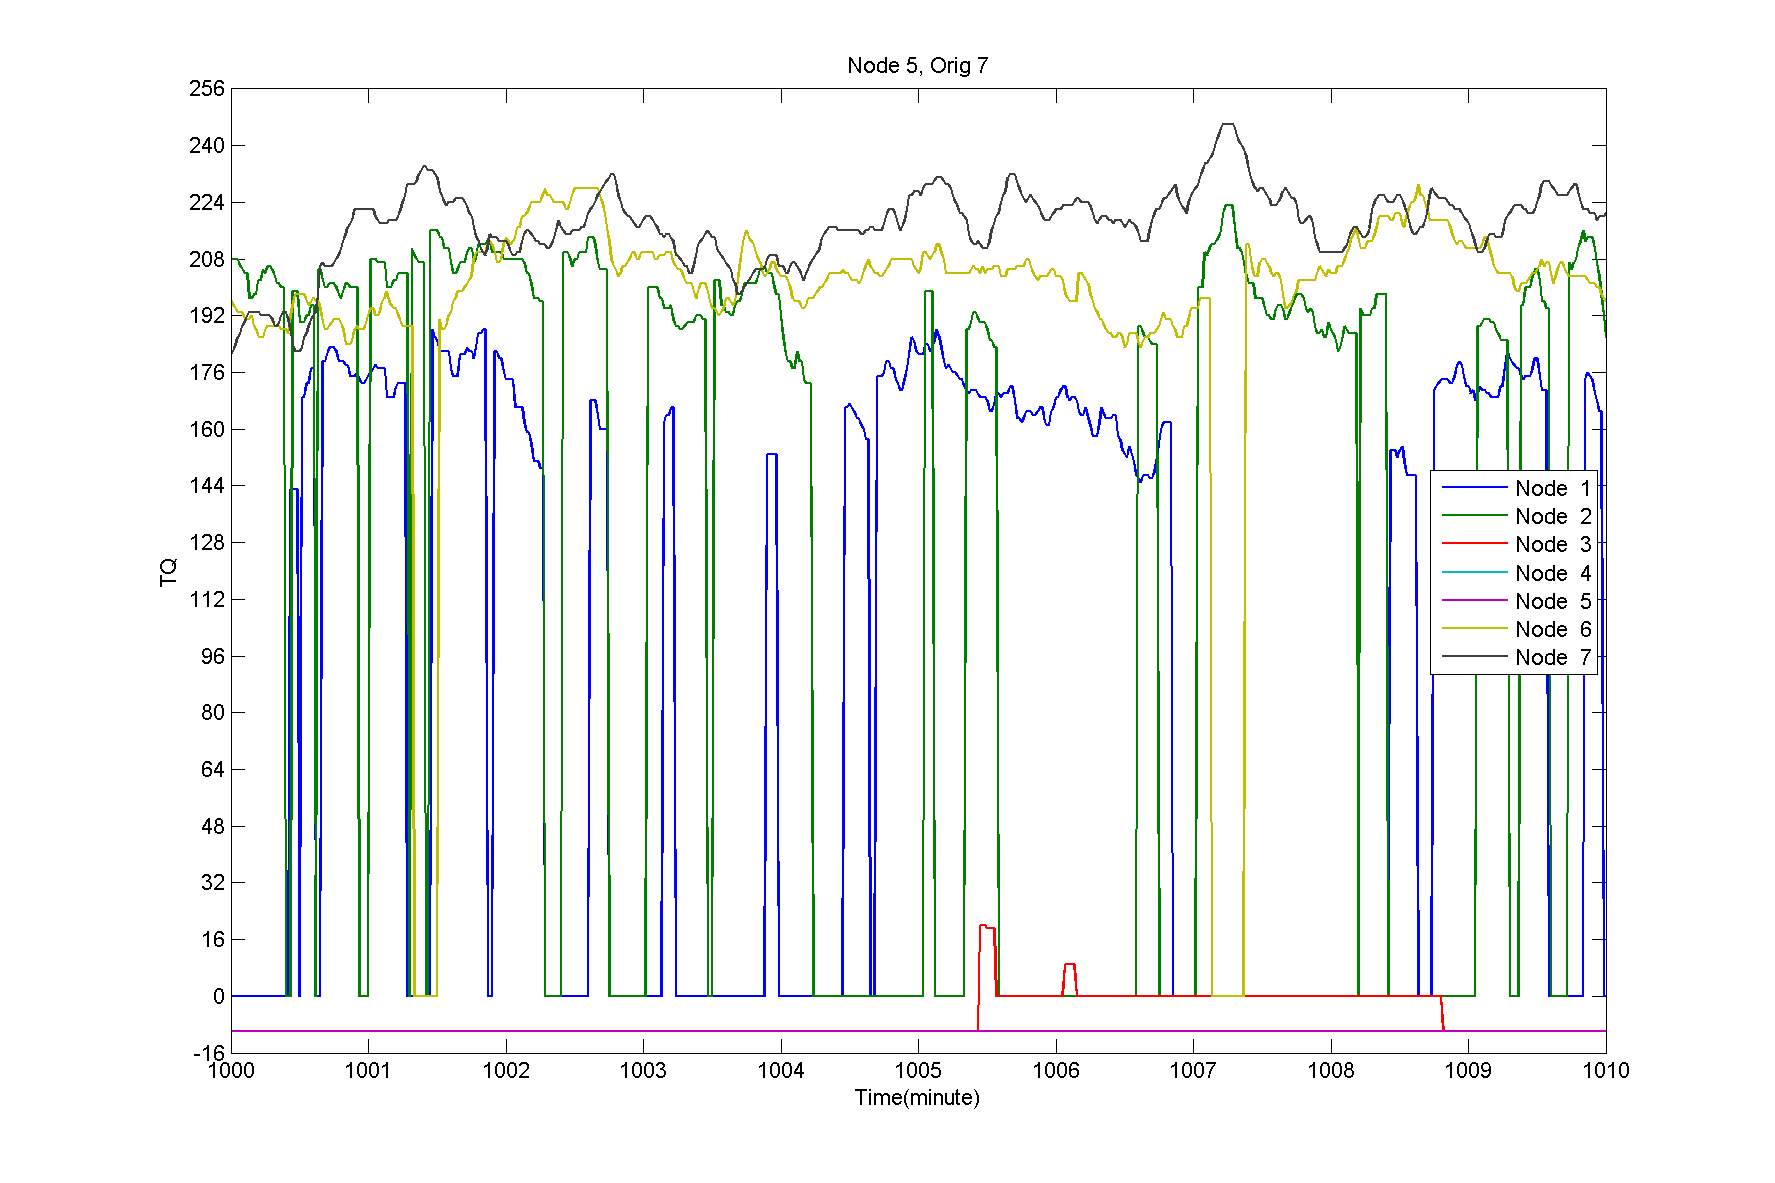 Node 5, Orig 7
256
240
224
208
192
176
160
144
128
112
96
80
64
48
32
16
0
-16
TQ
Node 1
Node 2
Node 3
Node 4
Node 5
Node 6
Node 7
1000 1001 1002 1003 1004 1005 1006 1007 1008 1009 1010
Time(minute)